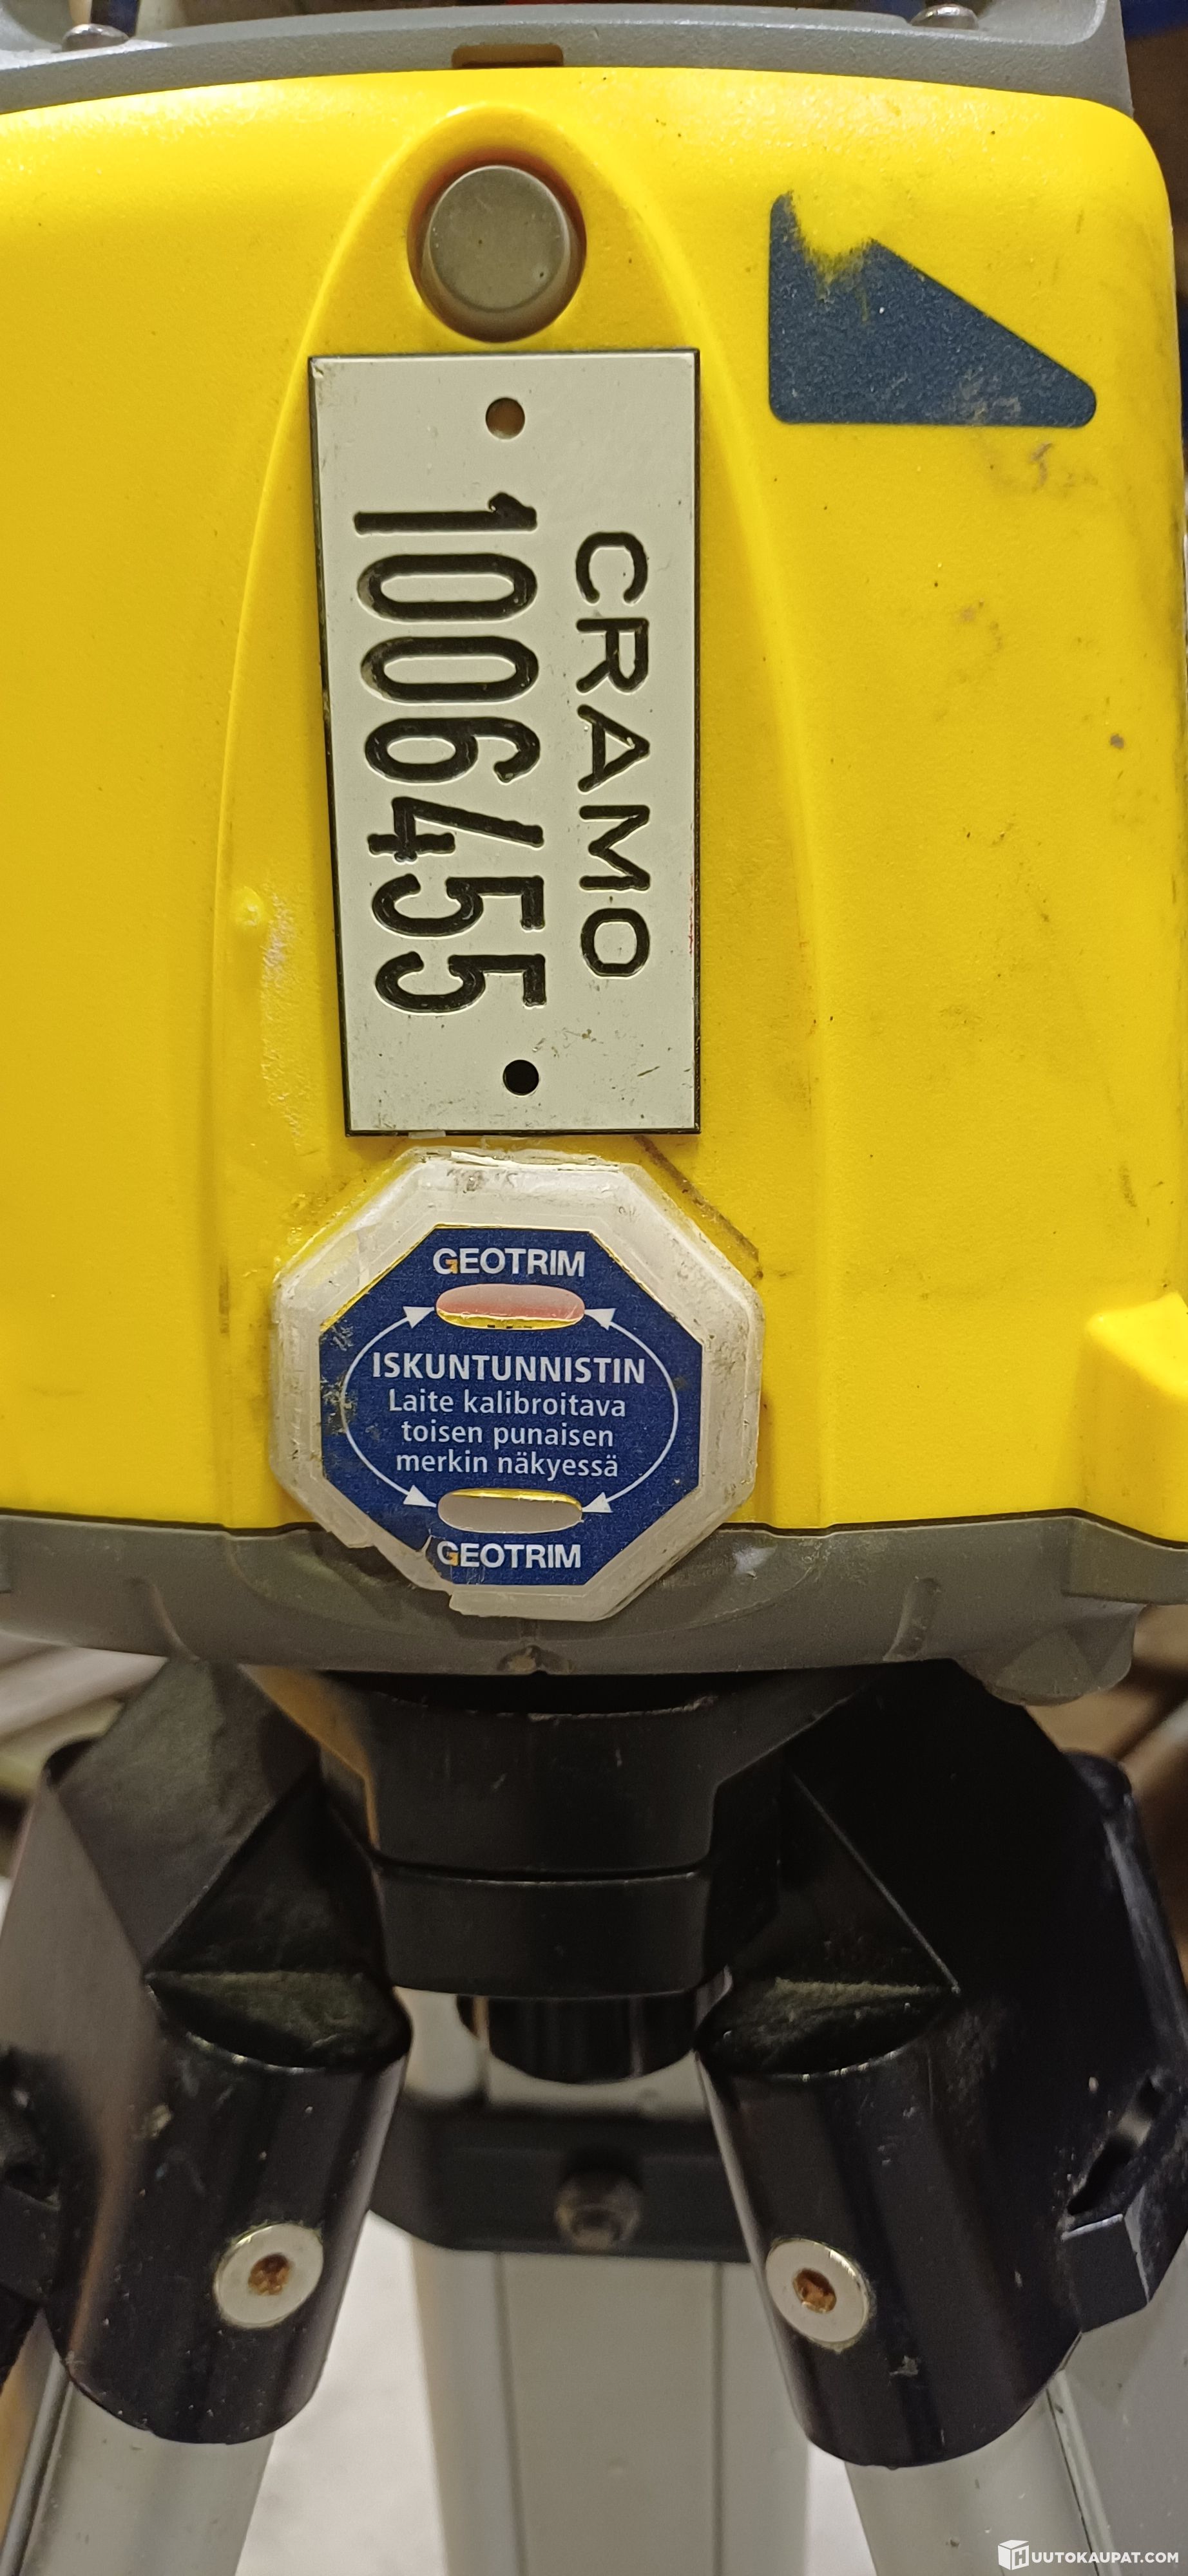 CRAMO
1006455
GEOTRIM
ISKUNTUNNISTIN
Laite kalibroitava
toisen punaisen
merkin näkyessä
GEOTRIM
HUUTOKAUPAT.COM